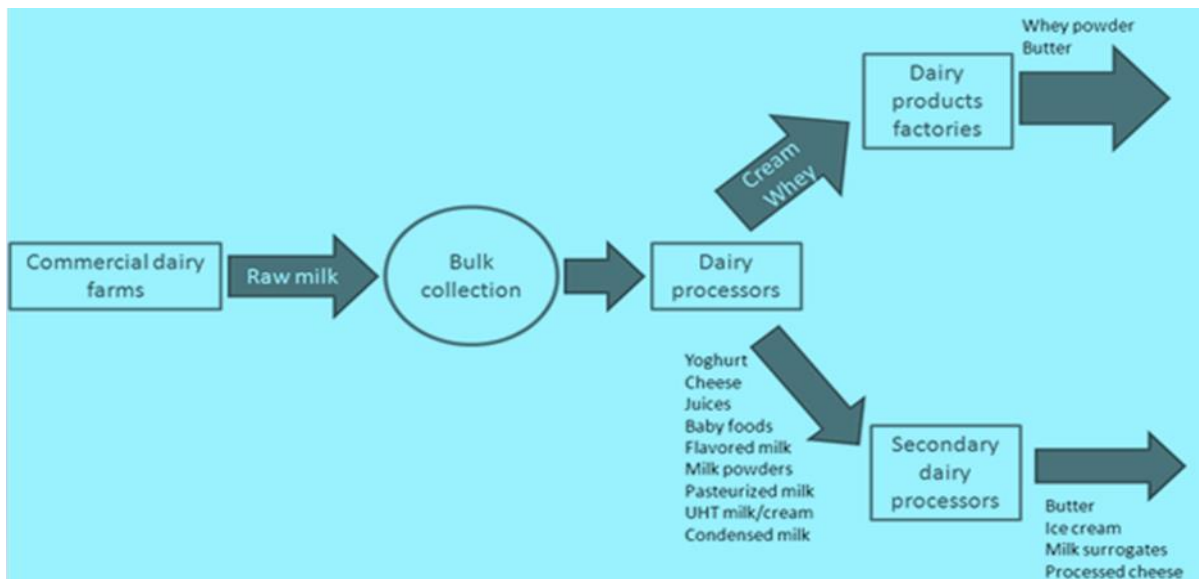 Commercial dairy
farms
Raw milk
Bulk
collection
Dairy
processors
Cream
Whey
Dairy
products
factories
Whey powder
Butter
Yoghurt
Cheese
Juices
Baby foods
Flavored milk
Milk powders
Pasteurized milk
UHT milk/cream
Condensed milk
Secondary
dairy
processors
Butter
Ice cream
Milk surrogates
Processed cheese